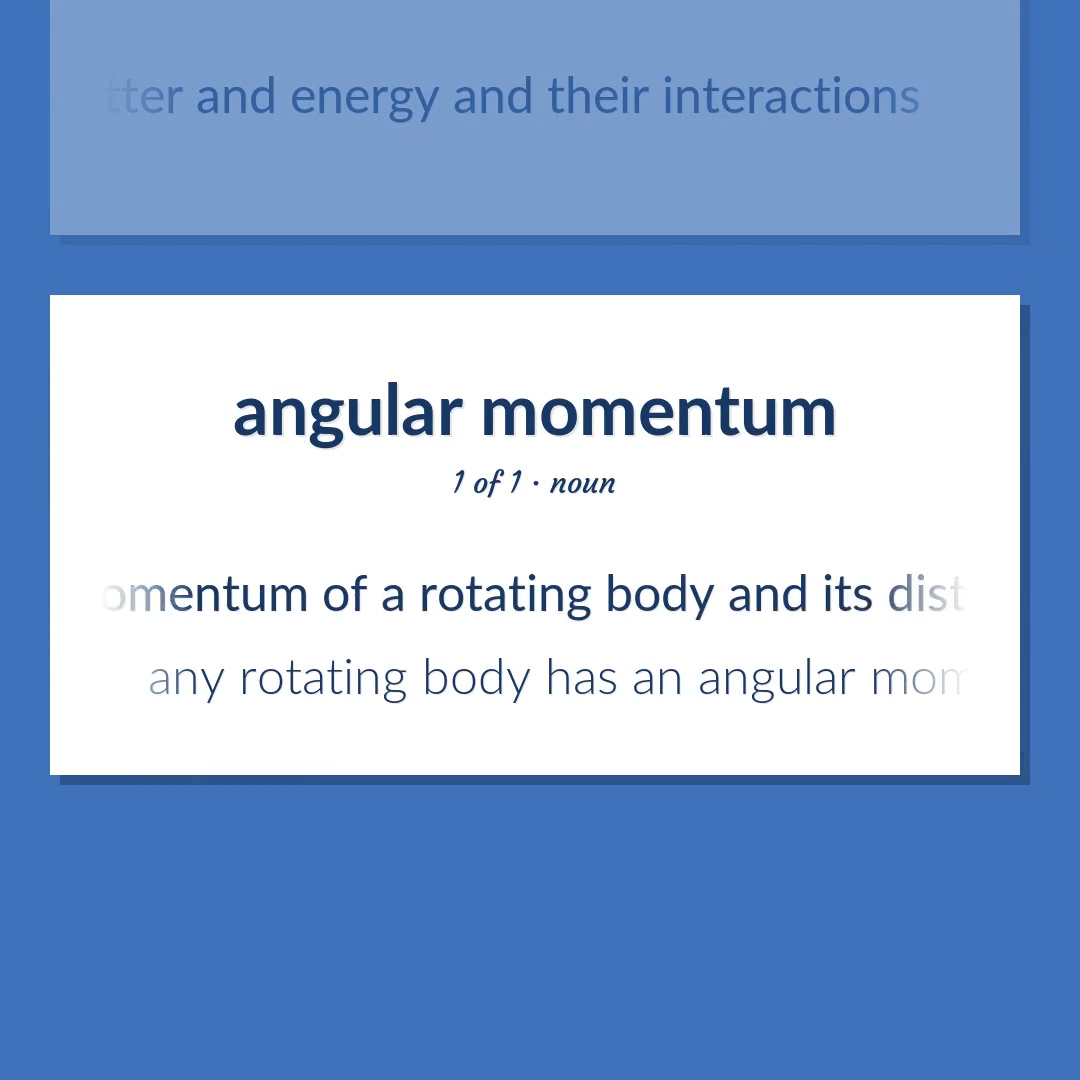 tter and energy and their interactions
angular momentum
1 of 1 · noun
omentum of a rotating body and its dist
any rotating body has an angular mom